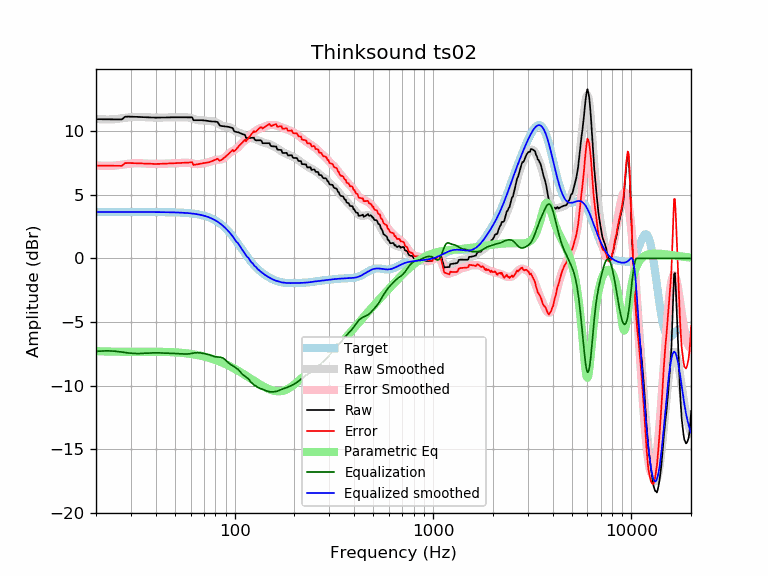 Thinksound ts02
Amplitude (dBr)
10
5
0
−5
−10
−15
−20
Target
Raw Smoothed
Error Smoothed
Raw
Error
Parametric Eq
Equalization
Equalized smoothed
100
1000
10000
Frequency (Hz)